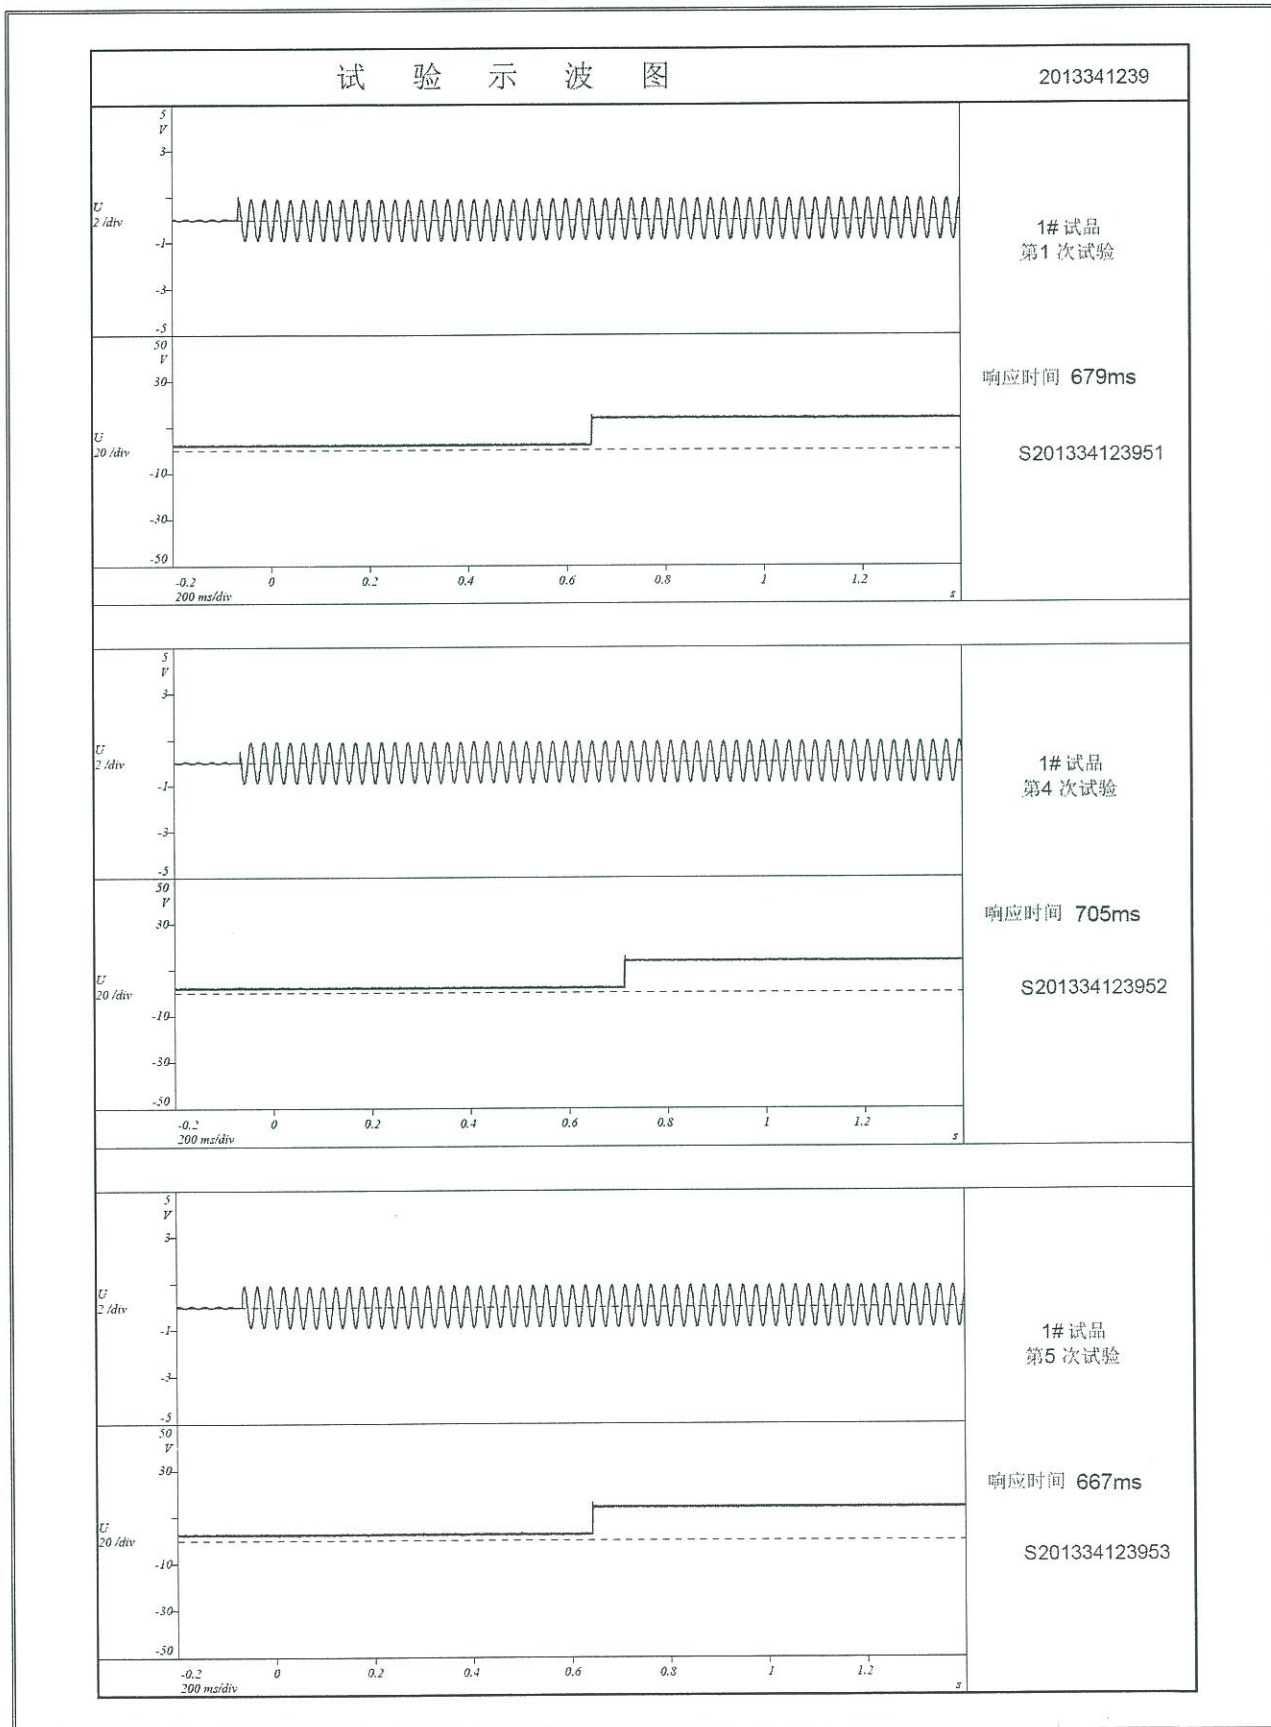 试 验 示 波 图
2013341239
5
V
3
U
2 /div
-1
-3
-5
50
V
30
U
20 /div
-10
-30
-50
-0.2 0 0.2 0.4 0.6 0.8 1 1.2
200 ms/div s
1# 试品
第1 次试验
响应时间 679ms
S201334123951
5
V
3
U
2 /div
-1
-3
-5
50
V
30
U
20 /div
-10
-30
-50
-0.2 0 0.2 0.4 0.6 0.8 1 1.2
200 ms/div s
1# 试品
第4 次试验
响应时间 705ms
S201334123952
5
V
3
U
2 /div
-1
-3
-5
50
V
30
U
20 /div
-10
-30
-50
-0.2 0 0.2 0.4 0.6 0.8 1 1.2
200 ms/div s
1# 试品
第5 次试验
响应时间 667ms
S201334123953